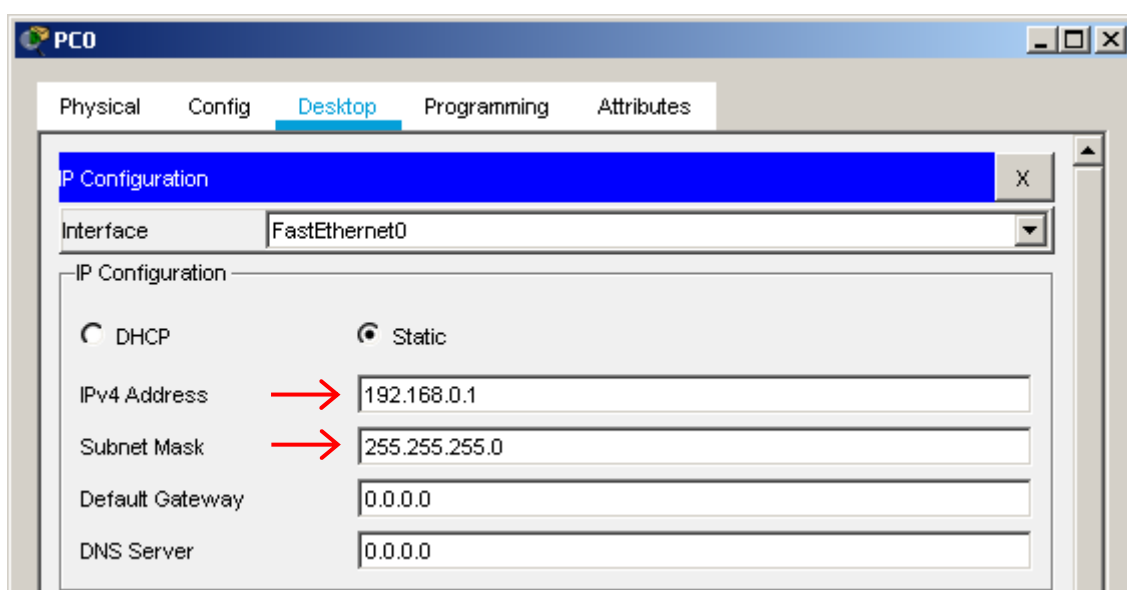 PC0
Physical Config Desktop Programming Attributes
IP Configuration X
Interface FastEthernet0
IP Configuration
DHCP Static
IPv4 Address 192.168.0.1
Subnet Mask 255.255.255.0
Default Gateway 0.0.0.0
DNS Server 0.0.0.0